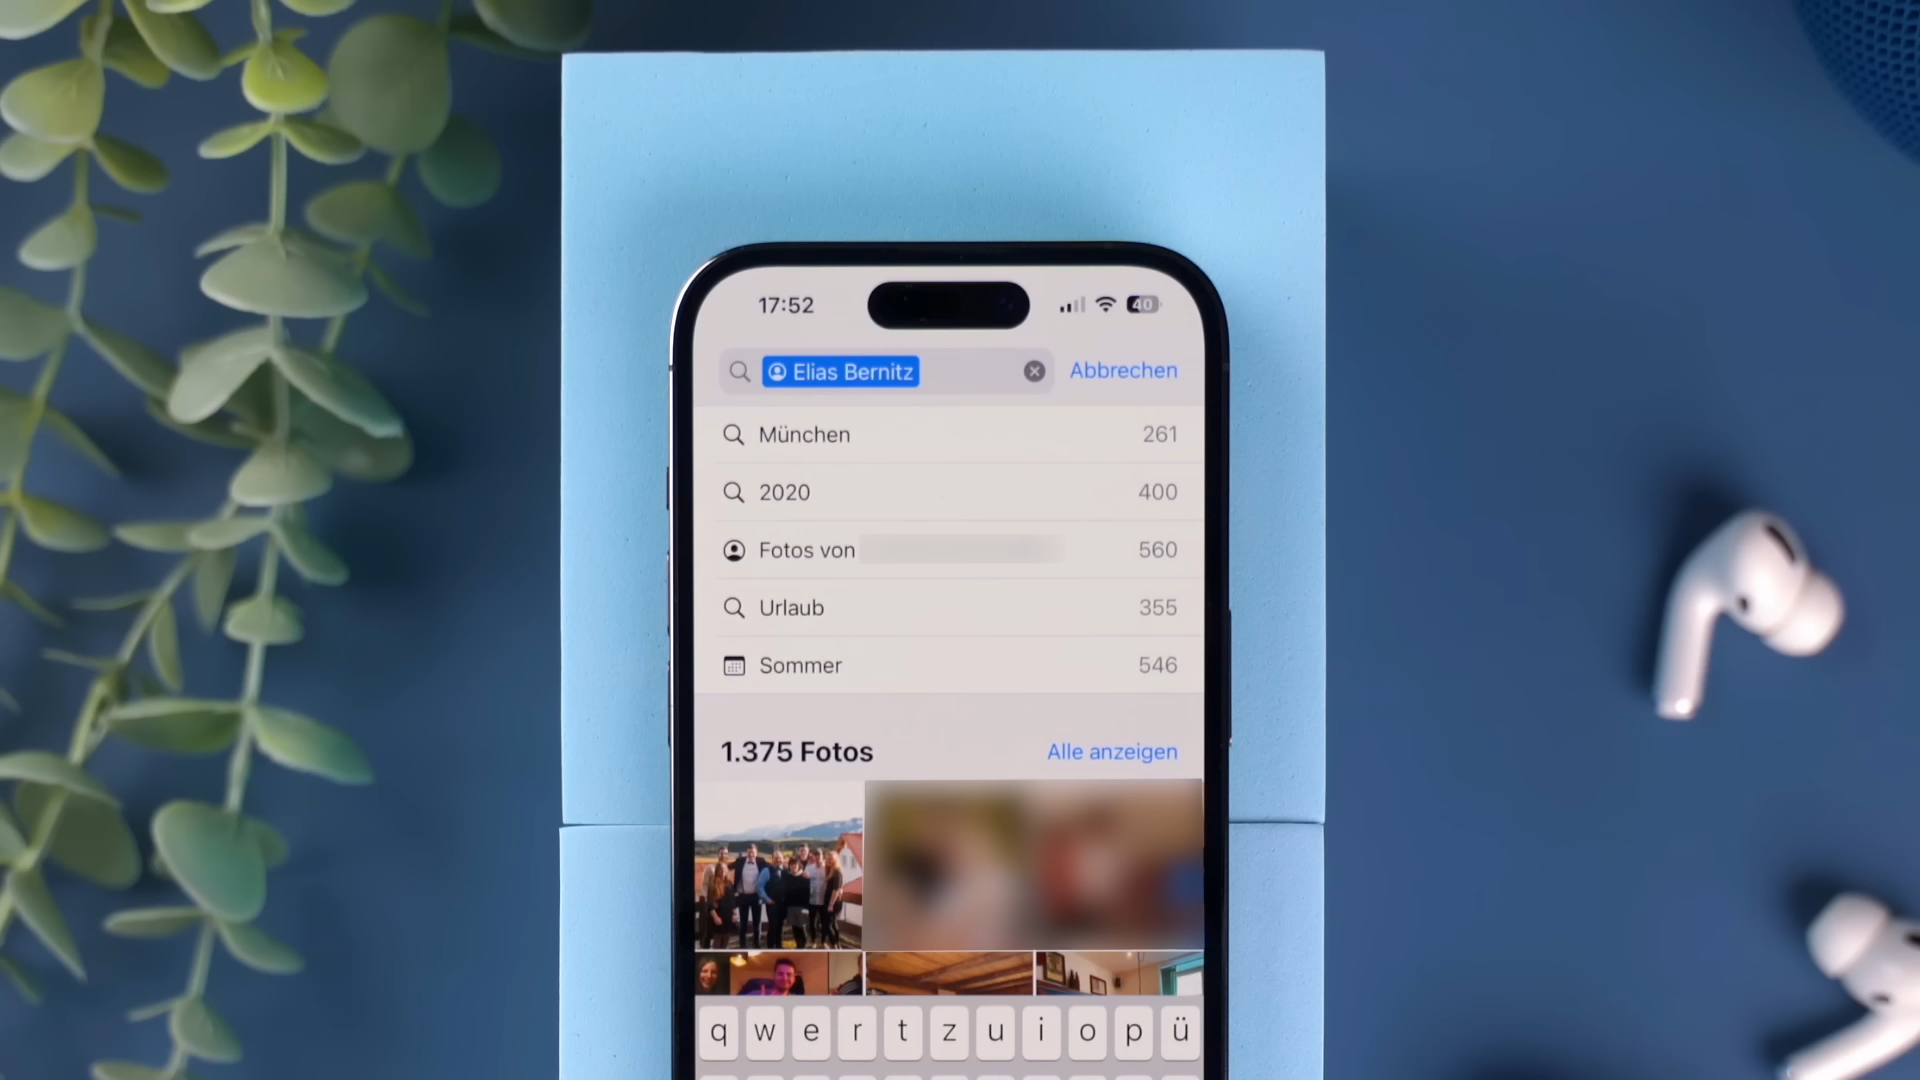 17:52 40
Elias Bernitz Abbrechen
München 261
2020 400
Fotos von 560
Urlaub 355
Sommer 546
1.375 Fotos Alle anzeigen
q w e r t z u i o p ü